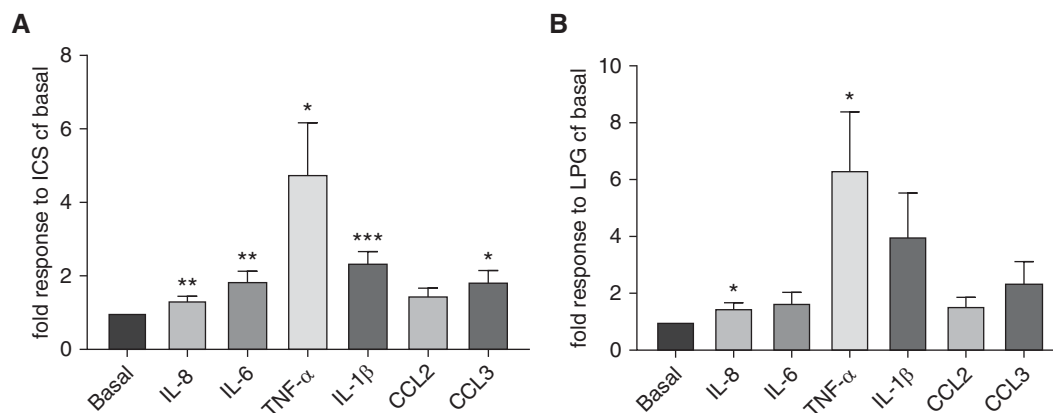 A
fold response to ICS cf basal
8
6
4
2
0
*
**
**
***
*
Basal
IL-8
IL-6
TNF-α
IL-1β
CCL2
CCL3
B
fold response to LPG cf basal
10
8
6
4
2
0
*
*
Basal
IL-8
IL-6
TNF-α
IL-1β
CCL2
CCL3